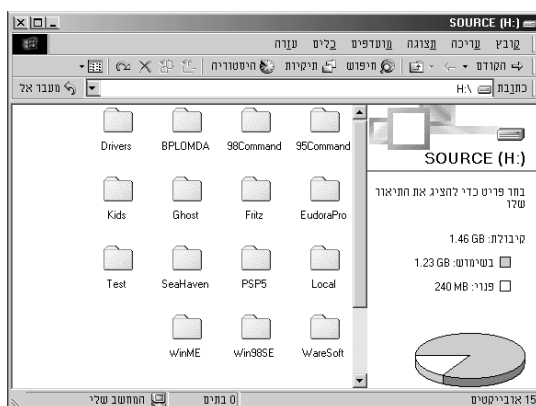 SOURCE (H:)
קובץ עריכה תצוגה מועדפים כלים עזרה
הקודם חיפוש תיקיות היסטוריה
כתובת H:\ מעבר אל
SOURCE (H:)
בחר פריט כדי להציג את התיאור
שלו
קיבולת: 1.46 GB
בשימוש: 1.23 GB
פנוי: 240 MB
95Command 98Command BPLOMDA Drivers
EudoraPro Fritz Ghost Kids
Local PSP5 SeaHaven Test
WareSoft Win98SE WinME
15 אובייקטים 0 בתים המחשב שלי